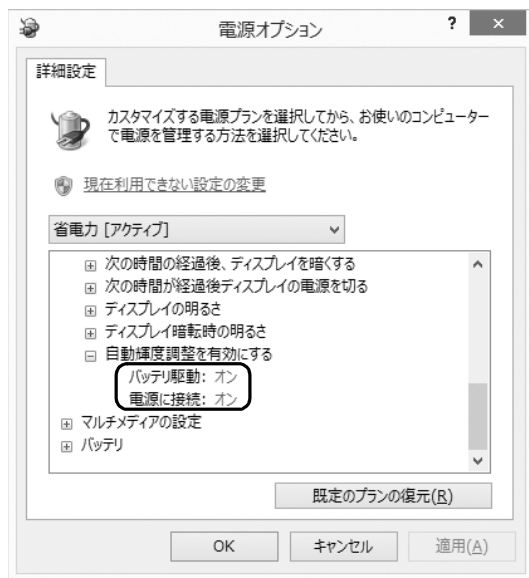 電源オプション
?
×
詳細設定
カスタマイズする電源プランを選択してから、お使いのコンピューター
で電源を管理する方法を選択してください。
現在利用できない設定の変更
省電力 [アクティブ]
次の時間の経過後、ディスプレイを暗くする
次の時間が経過後ディスプレイの電源を切る
ディスプレイの明るさ
ディスプレイ暗転時の明るさ
自動輝度調整を有効にする
バッテリ駆動: オン
電源に接続: オン
マルチメディアの設定
バッテリ
既定のプランの復元(R)
OK
キャンセル
適用(A)